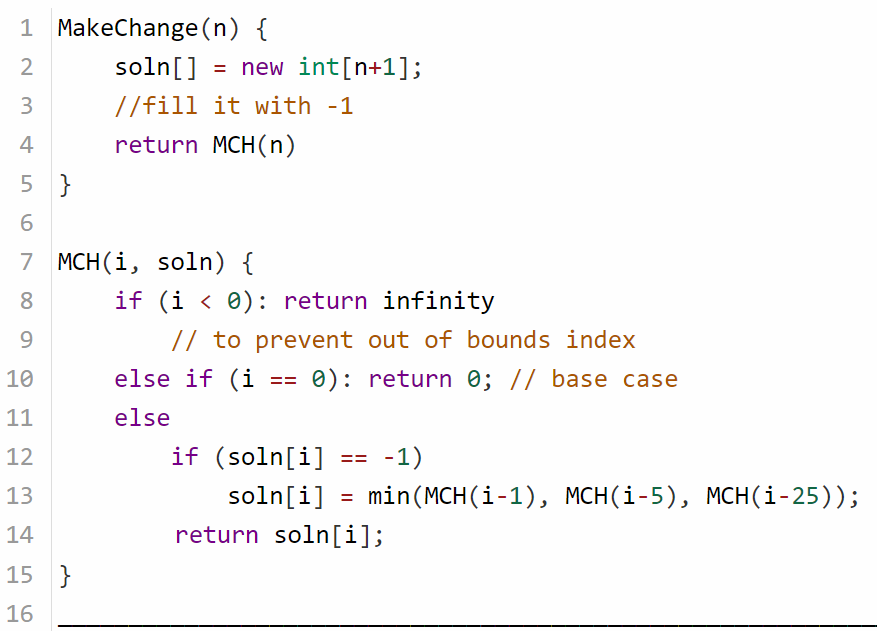 1 MakeChange(n) {
2     soln[] = new int[n+1];
3     //fill it with -1
4     return MCH(n)
5 }
6
7 MCH(i, soln) {
8     if (i < 0): return infinity
9         // to prevent out of bounds index
10     else if (i == 0): return 0; // base case
11     else
12         if (soln[i] == -1)
13             soln[i] = min(MCH(i-1), MCH(i-5), MCH(i-25));
14         return soln[i];
15 }
16